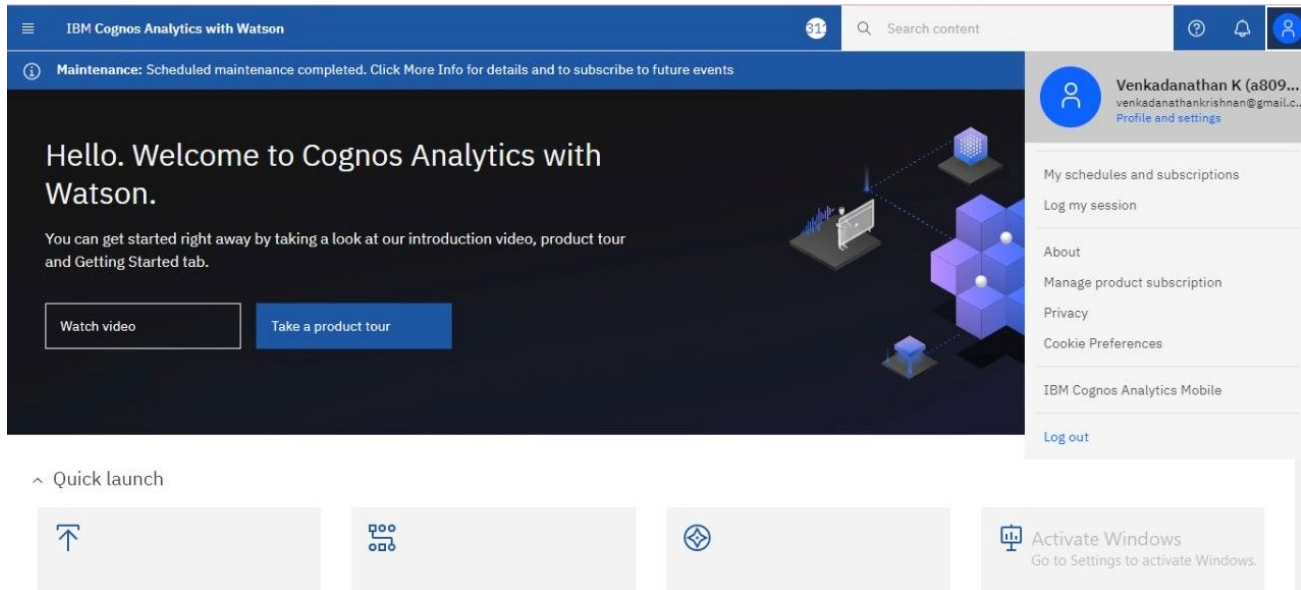 IBM Cognos Analytics with Watson
311
Search content
Maintenance: Scheduled maintenance completed. Click More Info for details and to subscribe to future events
Venkadanathan K (a809...
venkadanathankrishnan@gmail.c...
Profile and settings
Hello. Welcome to Cognos Analytics with
Watson.
You can get started right away by taking a look at our introduction video, product tour
and Getting Started tab.
Watch video
Take a product tour
My schedules and subscriptions
Log my session
About
Manage product subscription
Privacy
Cookie Preferences
IBM Cognos Analytics Mobile
Log out
Quick launch
Activate Windows
Go to Settings to activate Windows.